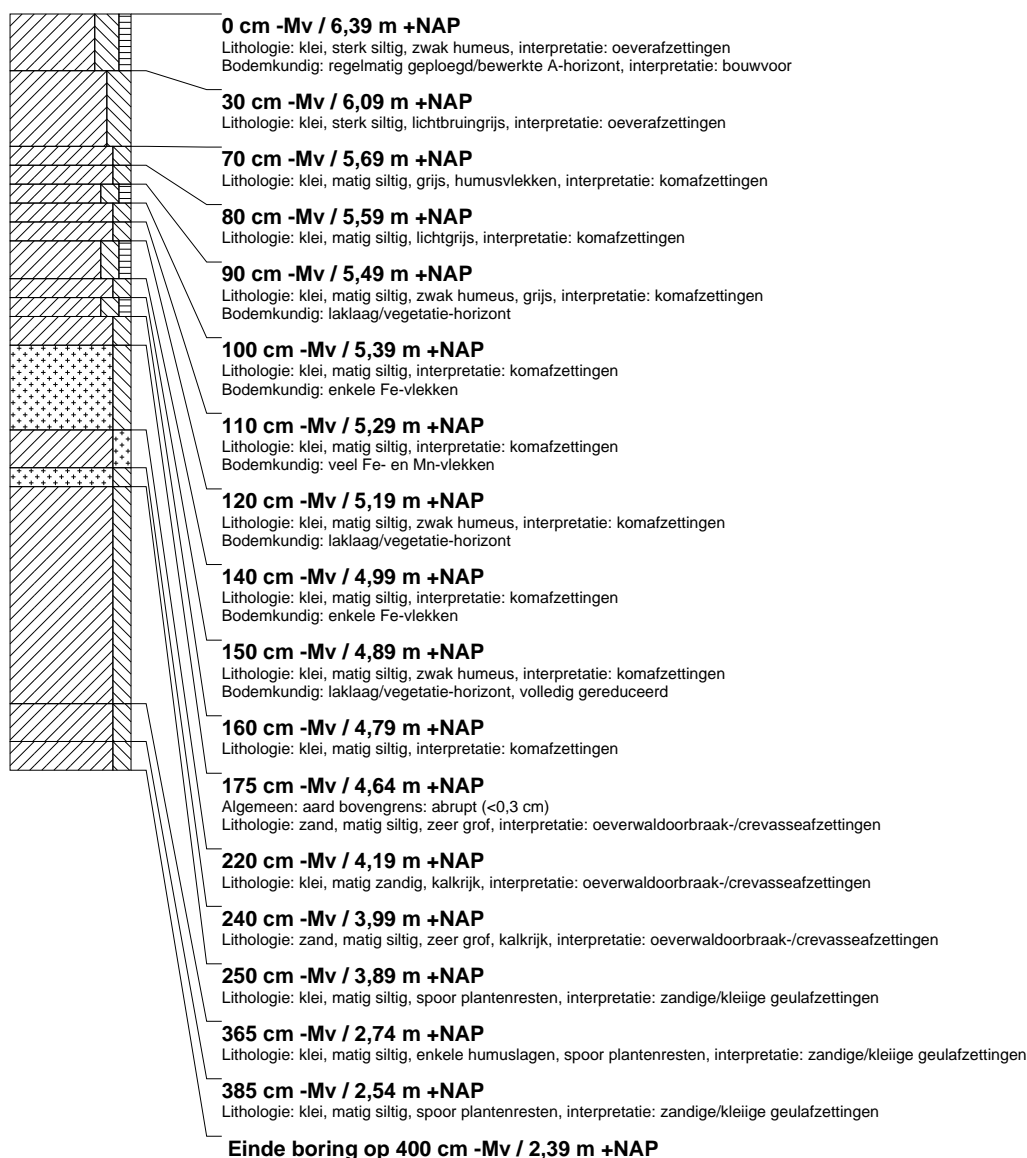 0 cm -Mv / 6,39 m +NAP
Lithologie: klei, sterk siltig, zwak humeus, interpretatie: oeverafzettingen
Bodemkundig: regelmatig geploegd/bewerkte A-horizont, interpretatie: bouwvoor
30 cm -Mv / 6,09 m +NAP
Lithologie: klei, sterk siltig, lichtbruingrijs, interpretatie: oeverafzettingen
70 cm -Mv / 5,69 m +NAP
Lithologie: klei, matig siltig, grijs, humusvlekken, interpretatie: komafzettingen
80 cm -Mv / 5,59 m +NAP
Lithologie: klei, matig siltig, lichtgrijs, interpretatie: komafzettingen
90 cm -Mv / 5,49 m +NAP
Lithologie: klei, matig siltig, zwak humeus, grijs, interpretatie: komafzettingen
Bodemkundig: laklaag/vegetatie-horizont
100 cm -Mv / 5,39 m +NAP
Lithologie: klei, matig siltig, interpretatie: komafzettingen
Bodemkundig: enkele Fe-vlekken
110 cm -Mv / 5,29 m +NAP
Lithologie: klei, matig siltig, interpretatie: komafzettingen
Bodemkundig: veel Fe- en Mn-vlekken
120 cm -Mv / 5,19 m +NAP
Lithologie: klei, matig siltig, zwak humeus, interpretatie: komafzettingen
Bodemkundig: laklaag/vegetatie-horizont
140 cm -Mv / 4,99 m +NAP
Lithologie: klei, matig siltig, interpretatie: komafzettingen
Bodemkundig: enkele Fe-vlekken
150 cm -Mv / 4,89 m +NAP
Lithologie: klei, matig siltig, zwak humeus, interpretatie: komafzettingen
Bodemkundig: laklaag/vegetatie-horizont, volledig gereduceerd
160 cm -Mv / 4,79 m +NAP
Lithologie: klei, matig siltig, interpretatie: komafzettingen
175 cm -Mv / 4,64 m +NAP
Algemeen: aard bovengrens: abrupt (<0,3 cm)
Lithologie: zand, matig siltig, zeer grof, interpretatie: oeverwaldoorbraak-/crevasseafzettingen
220 cm -Mv / 4,19 m +NAP
Lithologie: klei, matig zandig, kalkrijk, interpretatie: oeverwaldoorbraak-/crevasseafzettingen
240 cm -Mv / 3,99 m +NAP
Lithologie: zand, matig siltig, zeer grof, kalkrijk, interpretatie: oeverwaldoorbraak-/crevasseafzettingen
250 cm -Mv / 3,89 m +NAP
Lithologie: klei, matig siltig, spoor plantenresten, interpretatie: zandige/kleiige geulafzettingen
365 cm -Mv / 2,74 m +NAP
Lithologie: klei, matig siltig, enkele humuslagen, spoor plantenresten, interpretatie: zandige/kleiige geulafzettingen
385 cm -Mv / 2,54 m +NAP
Lithologie: klei, matig siltig, spoor plantenresten, interpretatie: zandige/kleiige geulafzettingen
Einde boring op 400 cm -Mv / 2,39 m +NAP